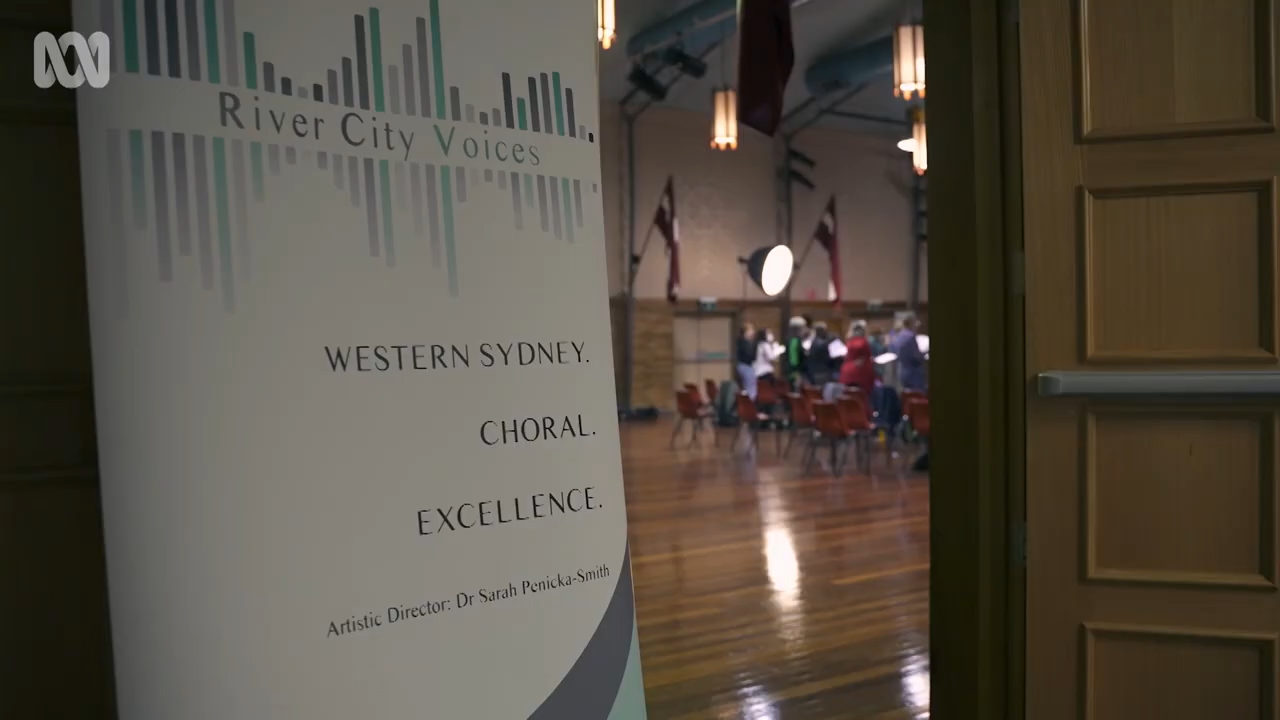 River City Voices
WESTERN SYDNEY.
CHORAL.
EXCELLENCE.
Artistic Director: Dr Sarah Penicka-Smith